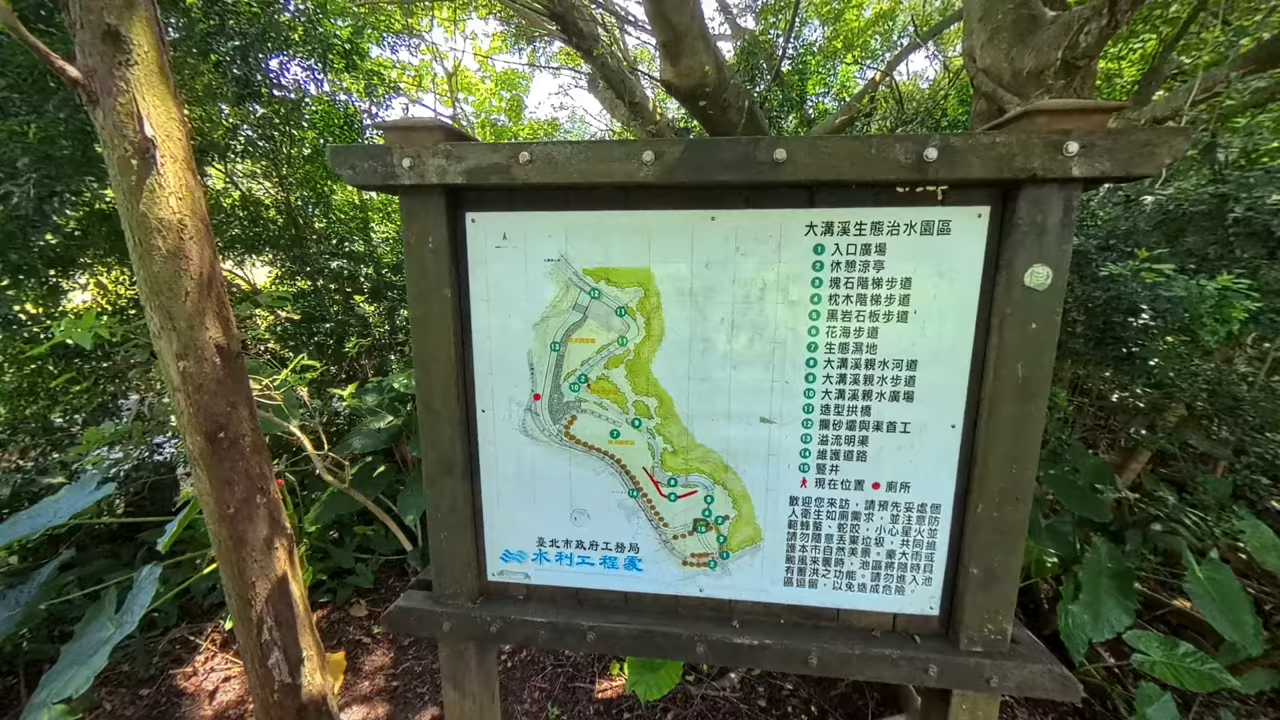 大溝溪生態治水園區
1 入口廣場
2 休憩涼亭
3 塊石階梯步道
4 枕木階梯步道
5 黑岩石板步道
6 花海步道
7 生態濕地
8 大溝溪親水河道
9 大溝溪親水步道
10 大溝溪親水廣場
11 造型拱橋
12 攔砂壩與渠首工
13 溢流明渠
14 維護道路
15 豎井
現在位置 廁所
歡迎您來訪，請預先妥處個
人衛生如廁需求，並注意防
範蜂螫、蛇咬，小心星火並
請勿隨意丟棄垃圾，共同維
護本市自然美景。豪大雨或
颱風來襲時，池區將隨時具
有蓄洪之功能。請勿進入池
區逗留，以免造成危險。
臺北市政府工務局
水利工程處
12
11
11
13
2
10
9
7
14